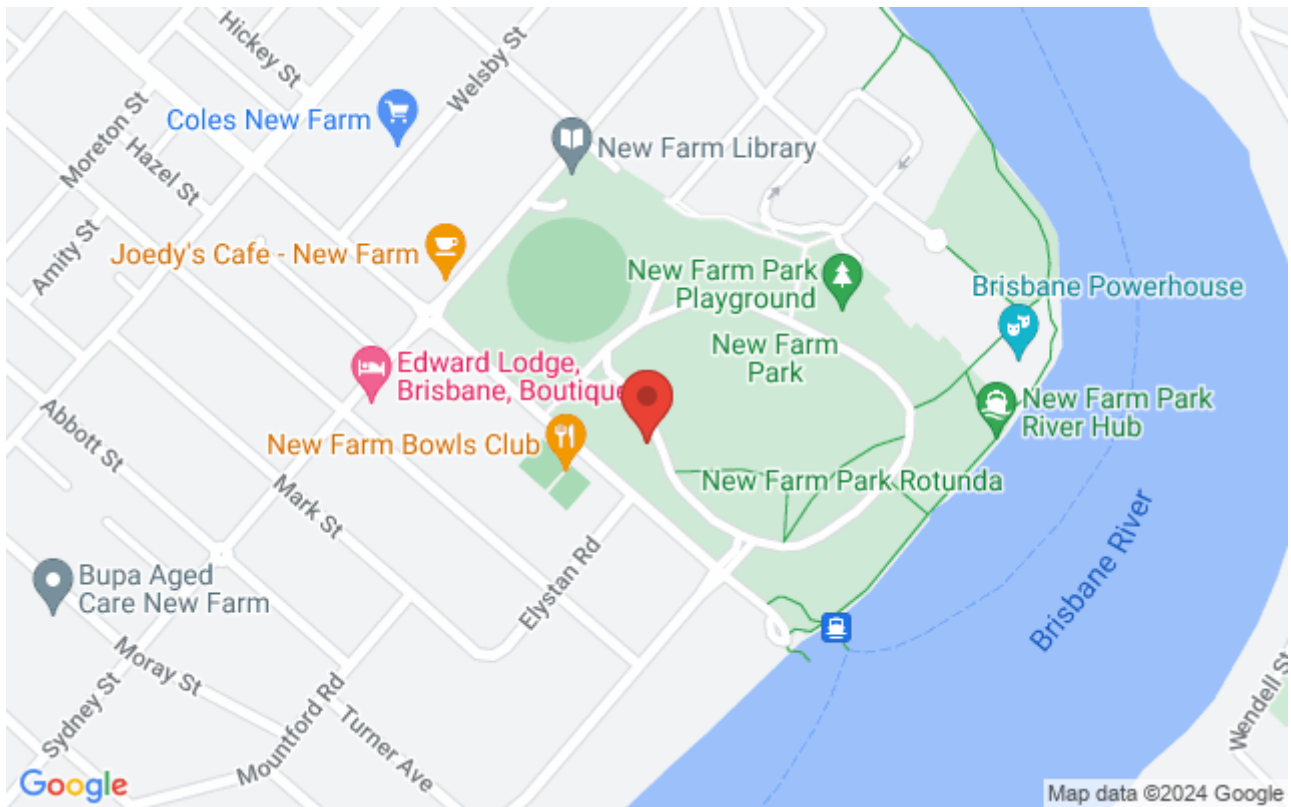 Hickey St
Welsby St
Coles New Farm
Moreton St
Hazel St
New Farm Library
Amity St
Joedy's Cafe - New Farm
New Farm Park
Playground
Brisbane Powerhouse
New Farm
Park
Edward Lodge,
Brisbane, Boutique
New Farm Park
River Hub
Abbott St
New Farm Bowls Club
New Farm Park Rotunda
Mark St
Brisbane River
Bupa Aged
Care New Farm
Elystan Rd
Moray St
Sydney St
Mountford Rd
Turner Ave
Wendell St
Google
Map data ©2024 Google